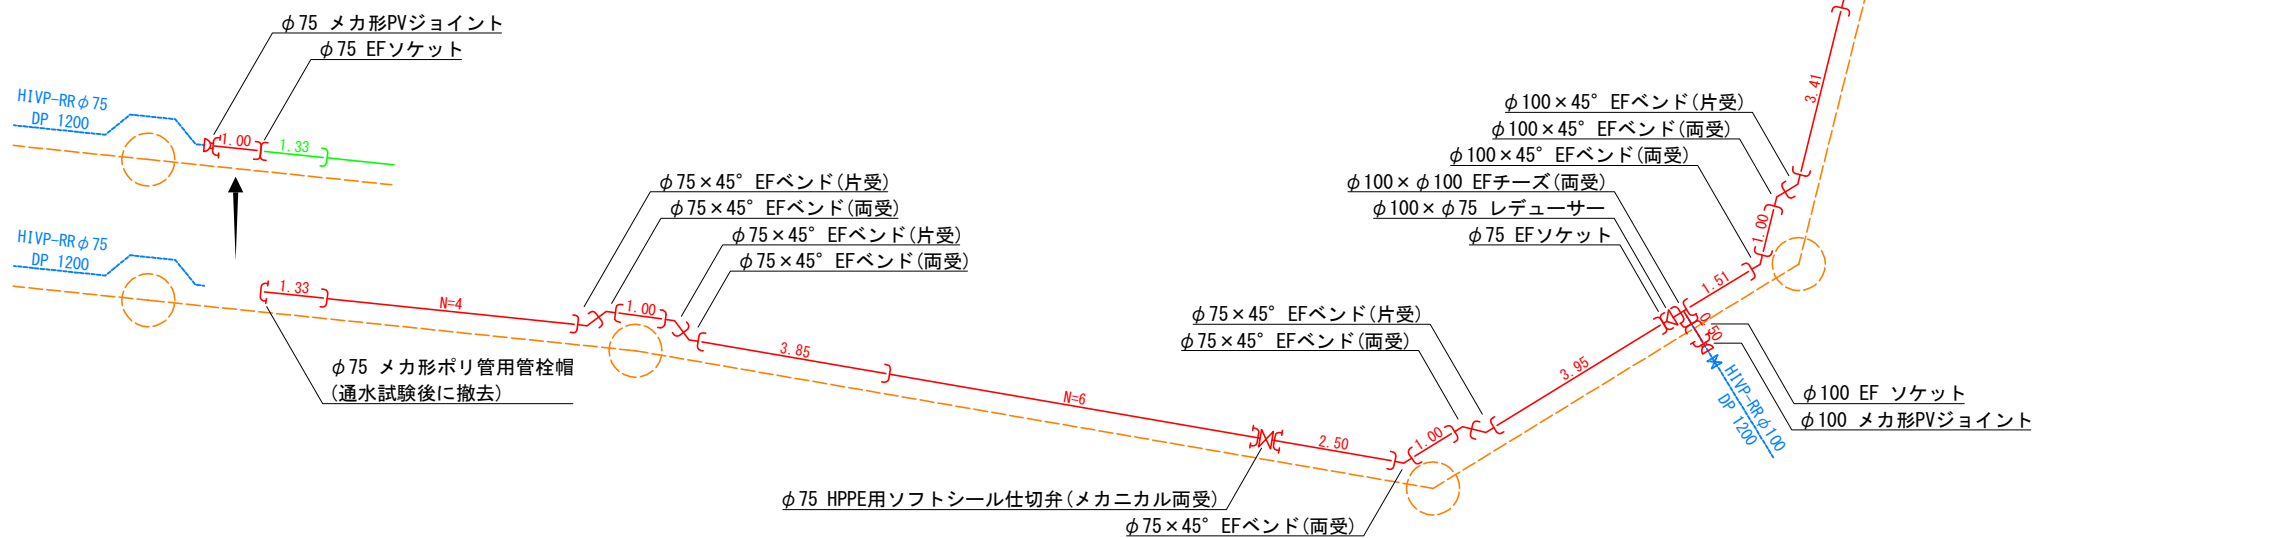 φ75 メカ形PVジョイント
φ75 EFソケット
HIVP-RRφ75
DP 1200
1.00
1.33
HIVP-RRφ75
DP 1200
1.33
N=4
φ75 メカ形ポリ管用管栓帽
(通水試験後に撤去)
φ75×45° EFベンド(片受)
φ75×45° EFベンド(両受)
φ75×45° EFベンド(片受)
φ75×45° EFベンド(両受)
1.00
3.85
N=6
φ75 HPPE用ソフトシール仕切弁(メカニカル両受)
φ75×45° EFベンド(両受)
2.50
1.00
φ75×45° EFベンド(片受)
φ75×45° EFベンド(両受)
3.95
φ100×45° EFベンド(片受)
φ100×45° EFベンド(両受)
φ100×45° EFベンド(両受)
φ100×φ100 EFチーズ(両受)
φ100×φ75 レデューサー
φ75 EFソケット
3.41
1.00
1.51
0.50
HIVP-RRφ100
DP 1200
φ100 EF ソケット
φ100 メカ形PVジョイント